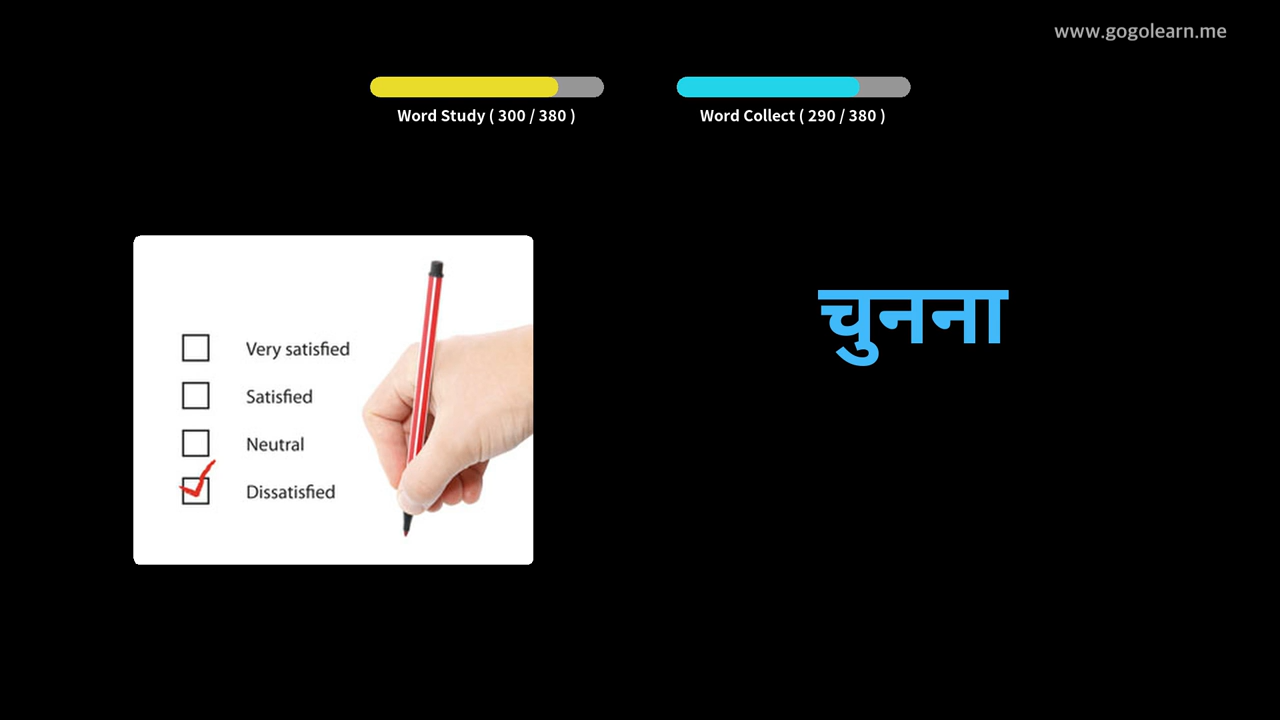 www.gogolearn.me
Word Study ( 300 / 380 )
Word Collect ( 290 / 380 )
Very satisfied
Satisfied
Neutral
Dissatisfied
चुनना